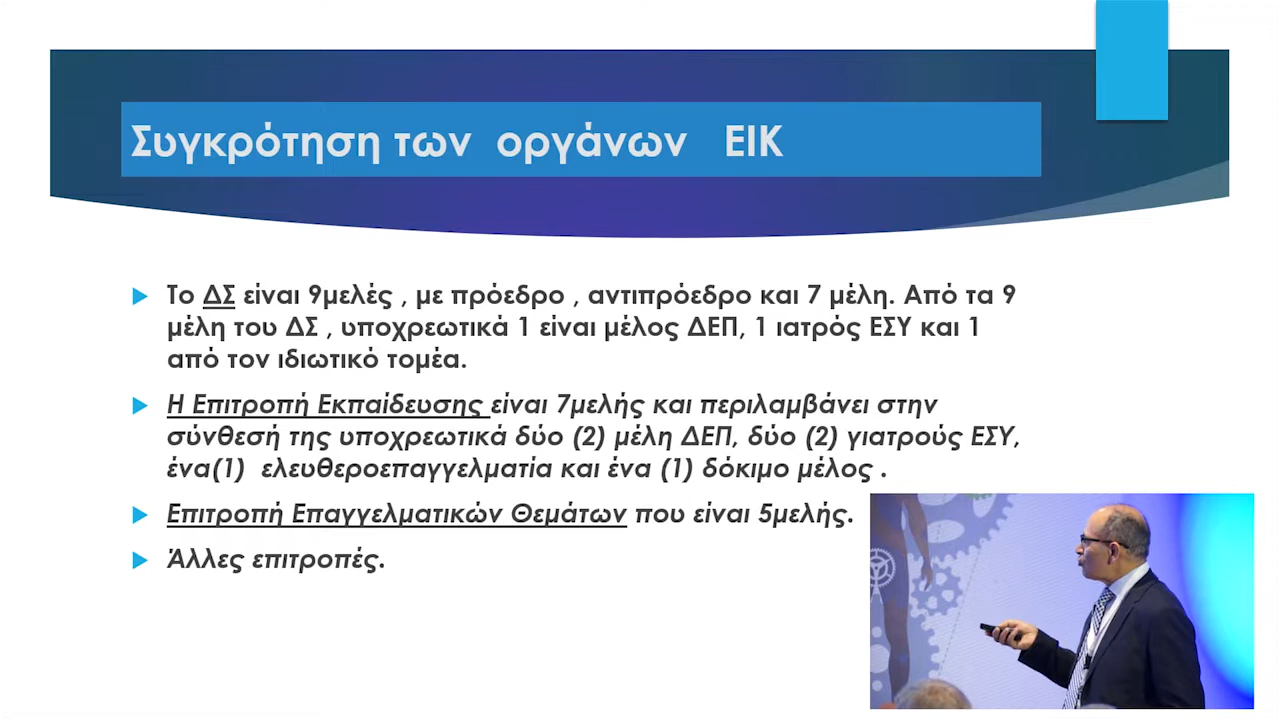 Συγκρότηση των οργάνων ΕΙΚ
Το ΔΣ είναι 9μελές , με πρόεδρο , αντιπρόεδρο και 7 μέλη. Από τα 9
μέλη του ΔΣ , υποχρεωτικά 1 είναι μέλος ΔΕΠ, 1 ιατρός ΕΣΥ και 1
από τον ιδιωτικό τομέα.
Η Επιτροπή Εκπαίδευσης είναι 7μελής και περιλαμβάνει στην
σύνθεσή της υποχρεωτικά δύο (2) μέλη ΔΕΠ, δύο (2) γιατρούς ΕΣΥ,
ένα(1) ελευθεροεπαγγελματία και ένα (1) δόκιμο μέλος .
Επιτροπή Επαγγελματικών Θεμάτων που είναι 5μελής.
Άλλες επιτροπές.